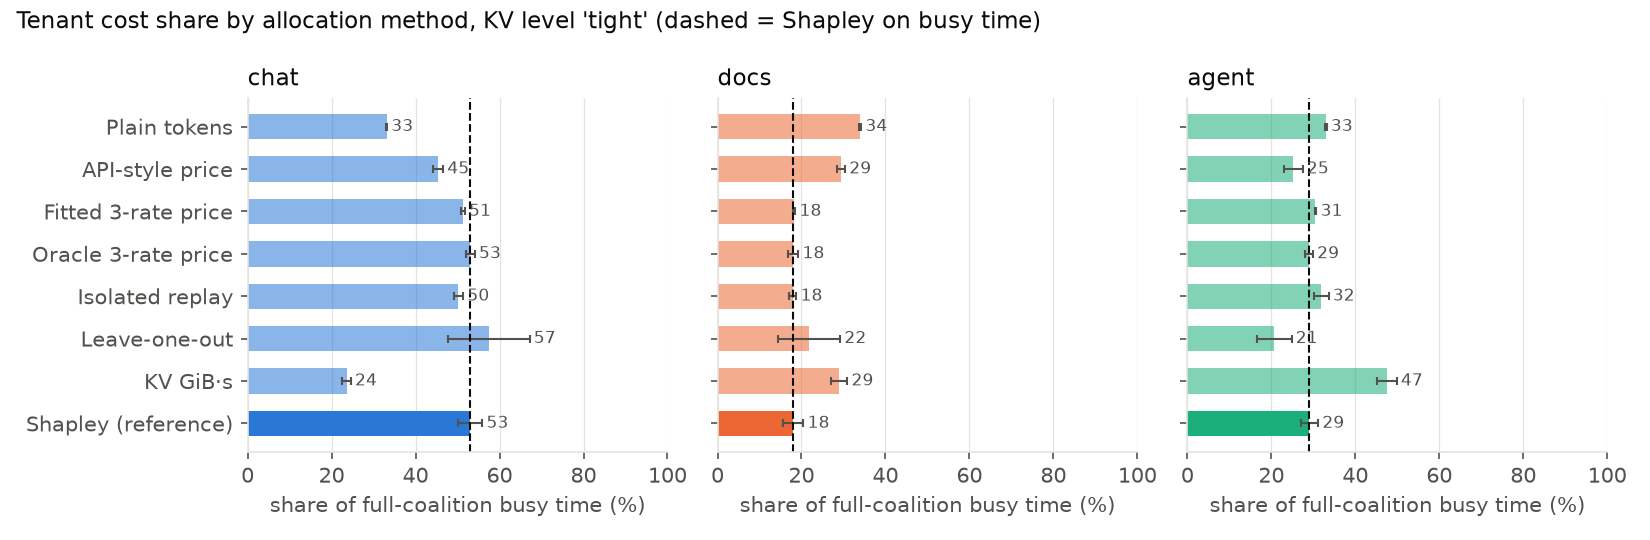 Tenant cost share by allocation method, KV level 'tight' (dashed = Shapley on busy time)
chat
docs
agent
Plain tokens
33
34
33
API-style price
45
29
25
Fitted 3-rate price
51
18
31
Oracle 3-rate price
53
18
29
Isolated replay
50
18
32
Leave-one-out
57
22
21
KV GiB·s
24
29
47
Shapley (reference)
53
18
29
0 20 40 60 80 100
0 20 40 60 80 100
0 20 40 60 80 100
share of full-coalition busy time (%)
share of full-coalition busy time (%)
share of full-coalition busy time (%)